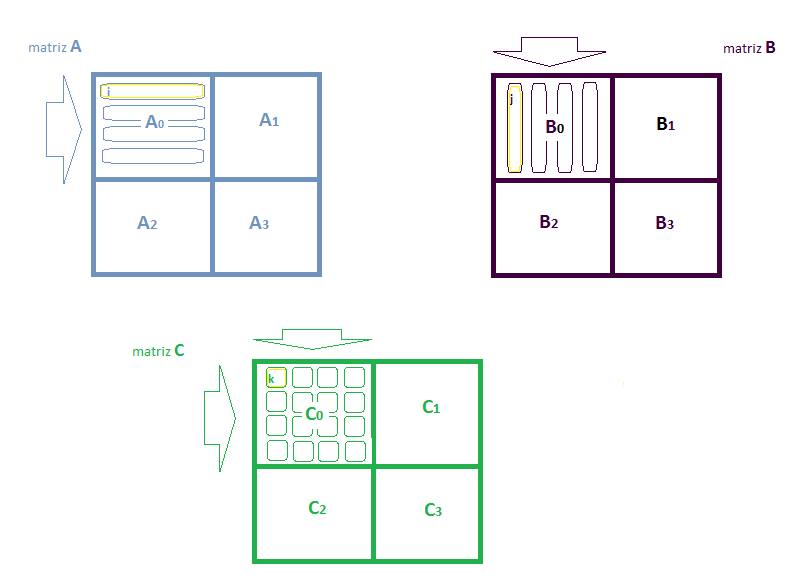 matriz A
matriz B
i
j
A0
A1
B0
B1
A2
A3
B2
B3
matriz C
k
C0
C1
C2
C3